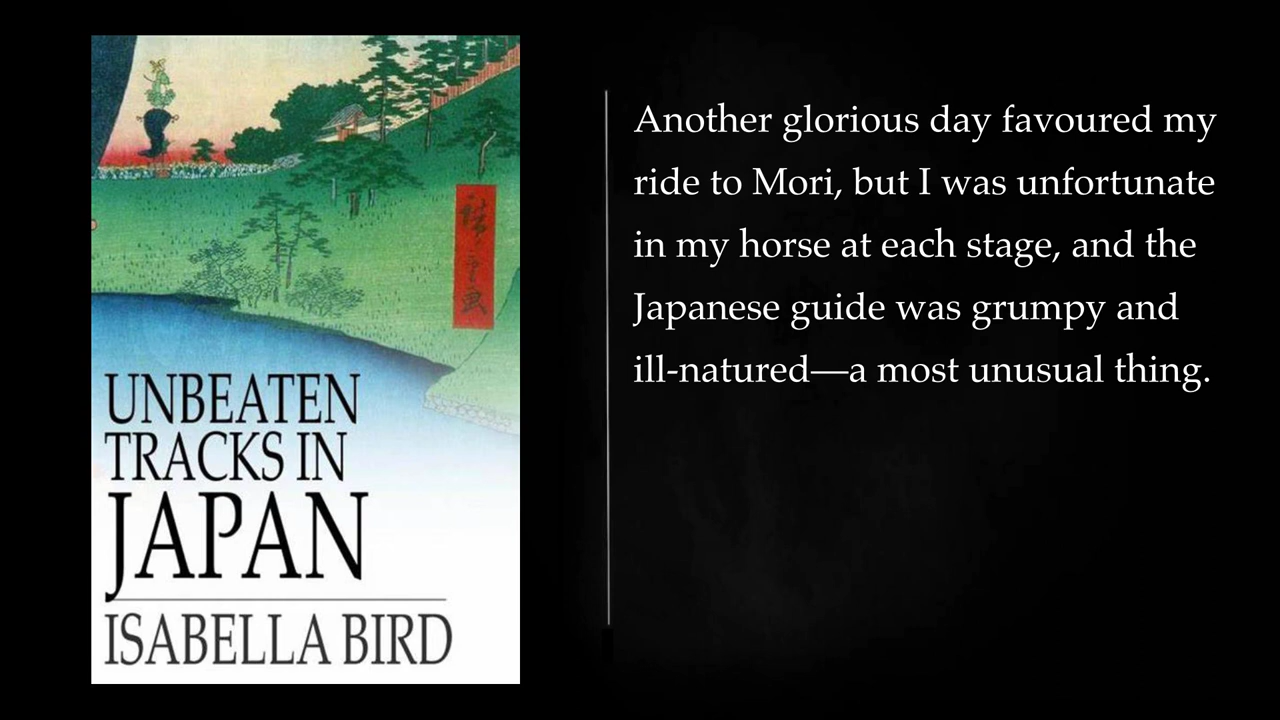 UNBEATEN
TRACKS IN
JAPAN
ISABELLA BIRD
Another glorious day favoured my
ride to Mori, but I was unfortunate
in my horse at each stage, and the
Japanese guide was grumpy and
ill-natured—a most unusual thing.